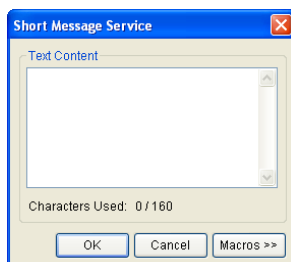 Short Message Service
Text Content
Characters Used: 0 / 160
OK Cancel Macros >>